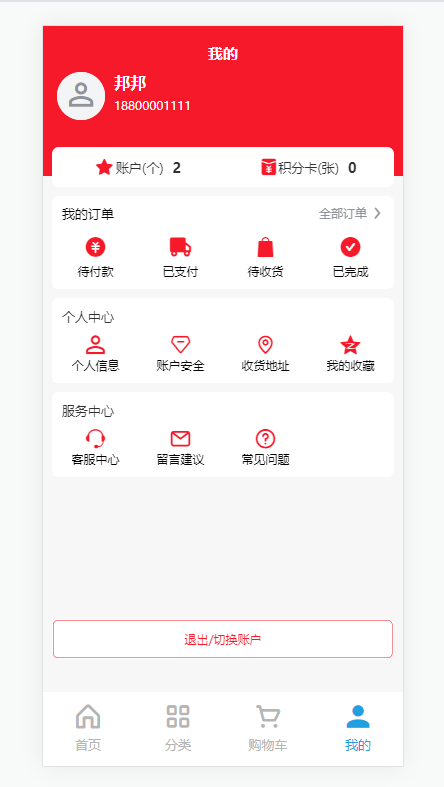 我的
邦邦
18800001111
账户(个) 2 积分卡(张) 0
我的订单 全部订单
待付款 已支付 待收货 已完成
个人中心
个人信息 账户安全 收货地址 我的收藏
服务中心
客服中心 留言建议 常见问题
退出/切换账户
首页 分类 购物车 我的